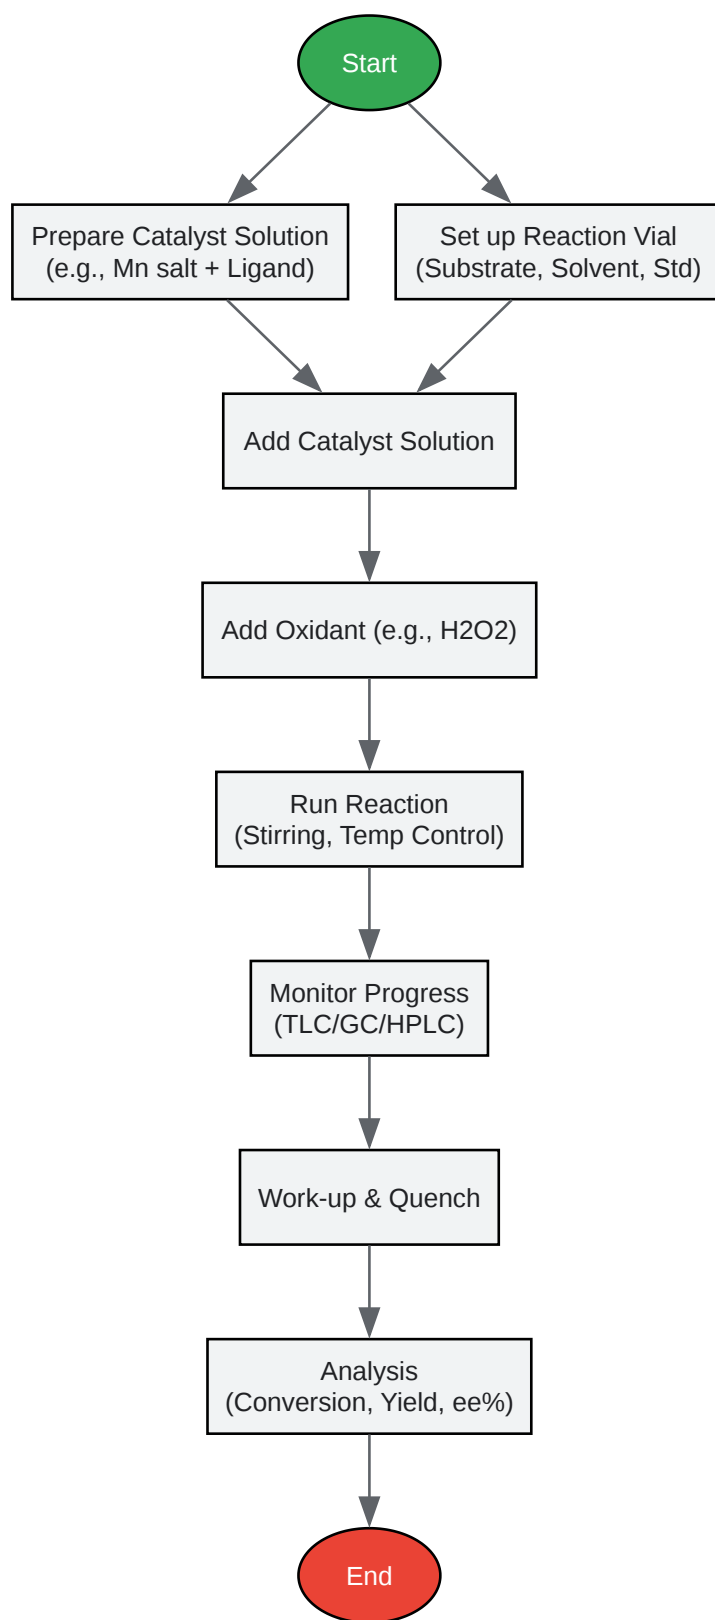 Start
Prepare Catalyst Solution
(e.g., Mn salt + Ligand)
Set up Reaction Vial
(Substrate, Solvent, Std)
Add Catalyst Solution
Add Oxidant (e.g., H2O2)
Run Reaction
(Stirring, Temp Control)
Monitor Progress
(TLC/GC/HPLC)
Work-up & Quench
Analysis
(Conversion, Yield, ee%)
End